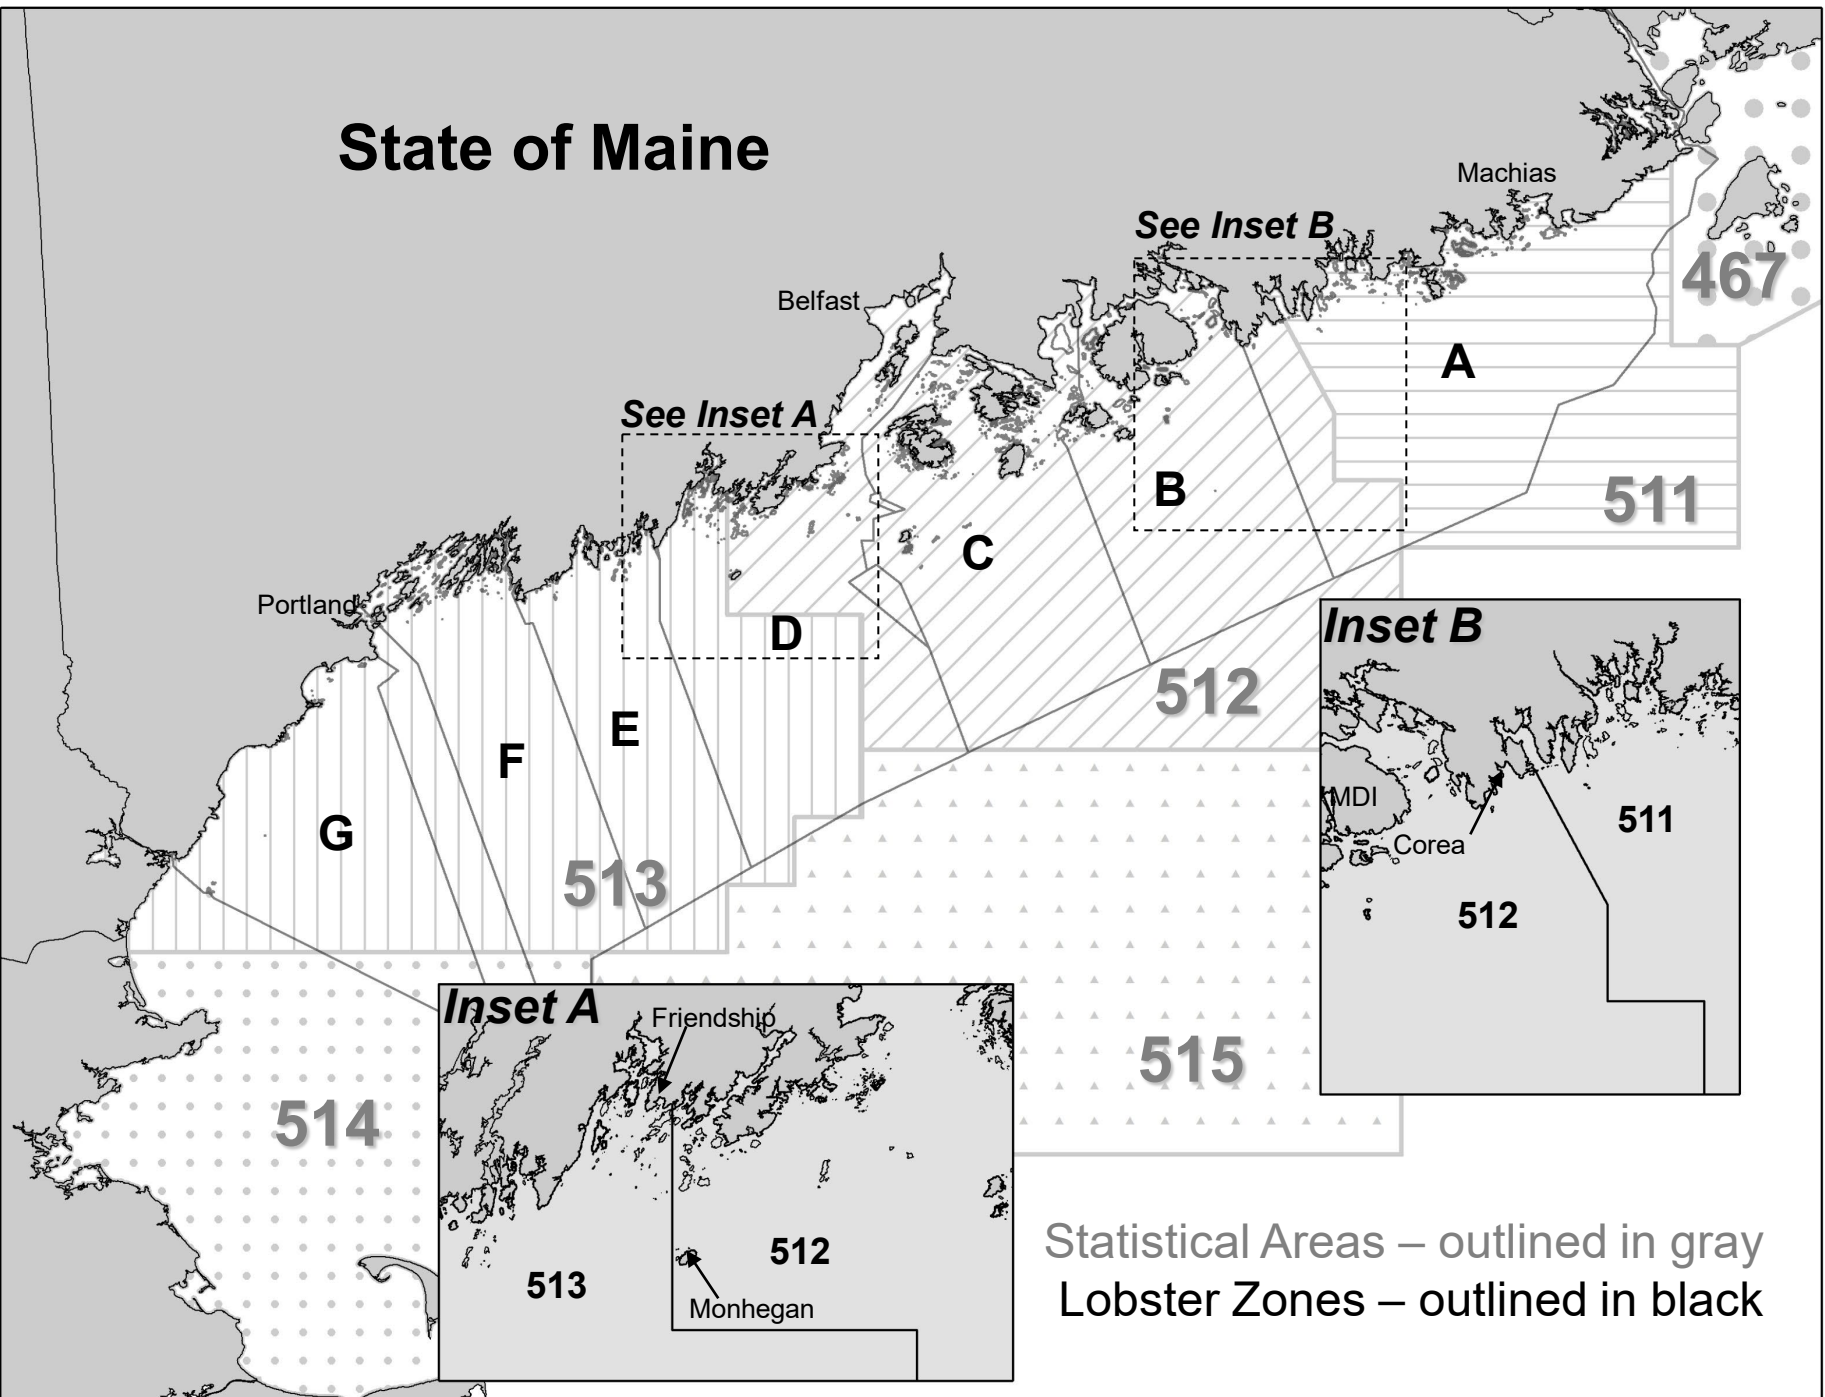 State of Maine
Machias
See Inset B
467
Belfast
A
See Inset A
B
511
C
Portland
D
Inset B
512
E
F
MDI
511
G
Corea
513
512
Inset A
Friendship
515
514
512
513
Monhegan
Statistical Areas – outlined in gray
Lobster Zones – outlined in black